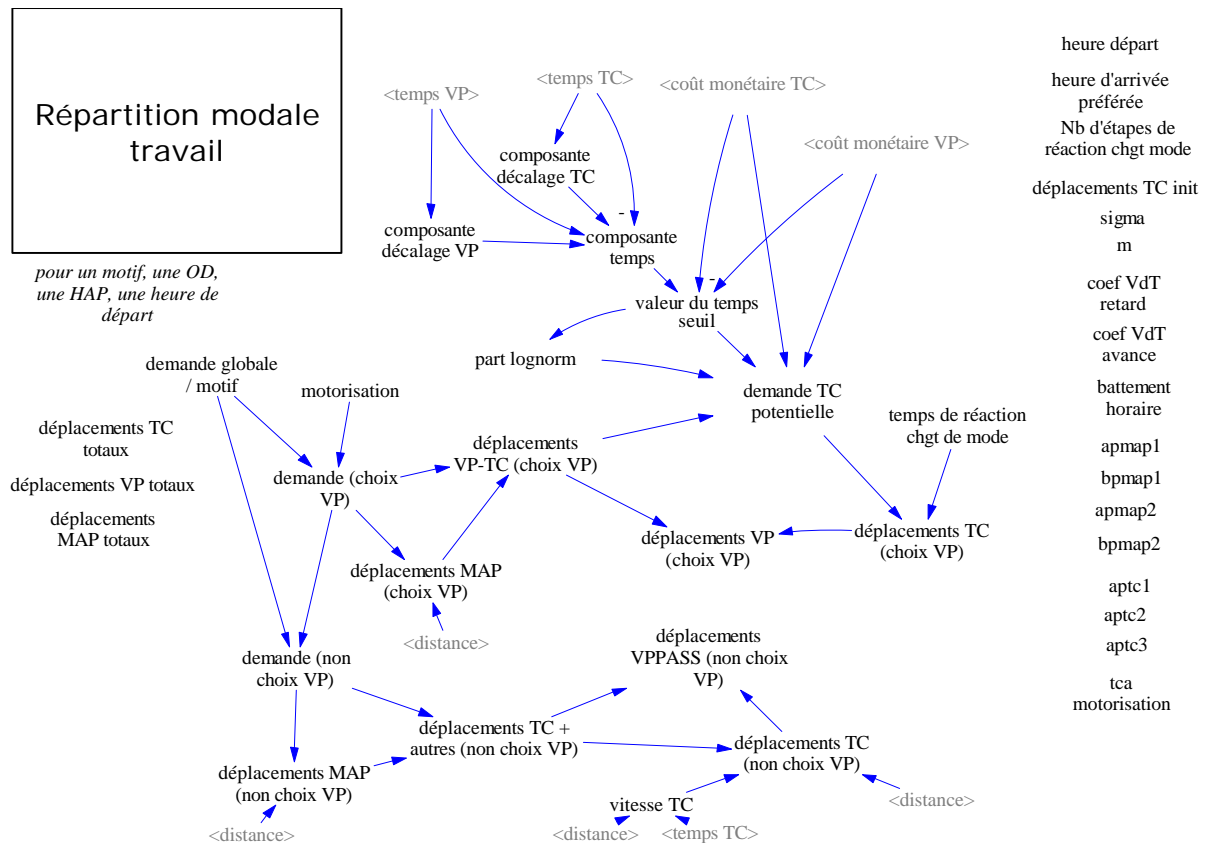 Répartition modale
travail
pour un motif, une OD,
une HAP, une heure de
départ
<temps VP>
<temps TC>
<coût monétaire TC>
<coût monétaire VP>
composante
décalage TC
composante
décalage VP
-
composante
temps
-
valeur du temps
seuil
part lognorm
demande globale
/ motif
motorisation
demande TC
potentielle
temps de réaction
chgt de mode
déplacements TC
totaux
déplacements VP totaux
déplacements
MAP totaux
demande (choix
VP)
déplacements
VP-TC (choix VP)
déplacements VP
(choix VP)
déplacements TC
(choix VP)
déplacements MAP
(choix VP)
<distance>
demande (non
choix VP)
déplacements
VPPASS (non choix
VP)
déplacements TC +
autres (non choix VP)
déplacements TC
(non choix VP)
déplacements MAP
(non choix VP)
<distance>
vitesse TC
<distance>
<temps TC>
<distance>
heure départ
heure d'arrivée
préférée
Nb d'étapes de
réaction chgt mode
déplacements TC init
sigma
m
coef VdT
retard
coef VdT
avance
battement
horaire
apmap1
bpmap1
apmap2
bpmap2
aptc1
aptc2
aptc3
tca
motorisation